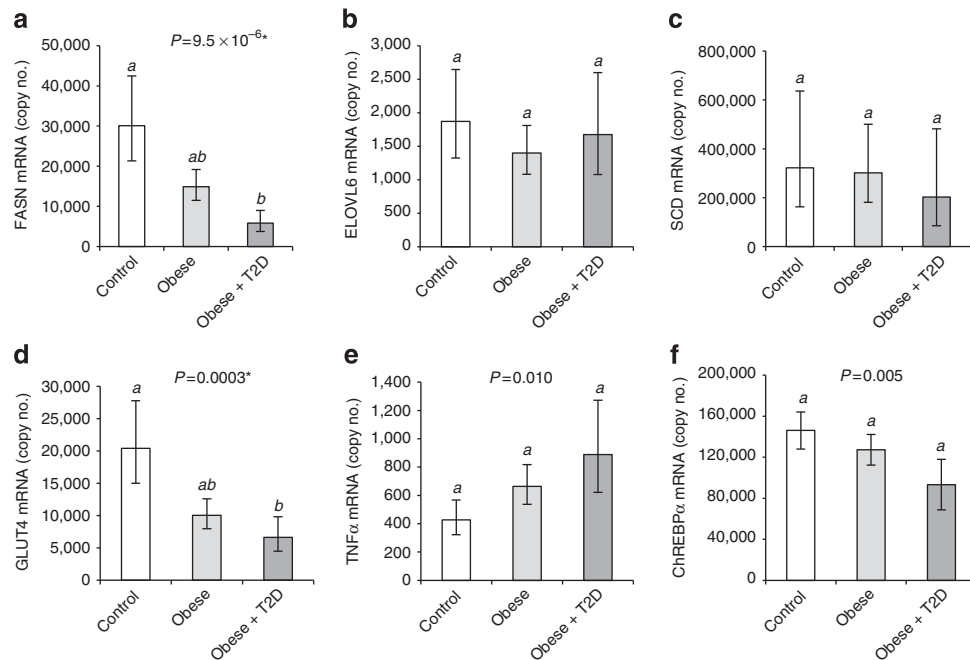 a
FASN mRNA (copy no.)
P=9.5 × 10⁻⁶*
50,000
40,000
30,000
20,000
10,000
0
a
ab
b
Control
Obese
Obese + T2D
b
ELOVL6 mRNA (copy no.)
3,000
2,500
2,000
1,500
1,000
500
0
a
a
a
Control
Obese
Obese + T2D
c
SCD mRNA (copy no.)
800,000
600,000
400,000
200,000
0
a
a
a
Control
Obese
Obese + T2D
d
GLUT4 mRNA (copy no.)
P=0.0003*
30,000
25,000
20,000
15,000
10,000
5,000
0
a
ab
b
Control
Obese
Obese + T2D
e
TNFα mRNA (copy no.)
P=0.010
1,400
1,200
1,000
800
600
400
200
0
a
a
a
Control
Obese
Obese + T2D
f
ChREBPα mRNA (copy no.)
P=0.005
200,000
160,000
120,000
80,000
40,000
0
a
a
a
Control
Obese
Obese + T2D